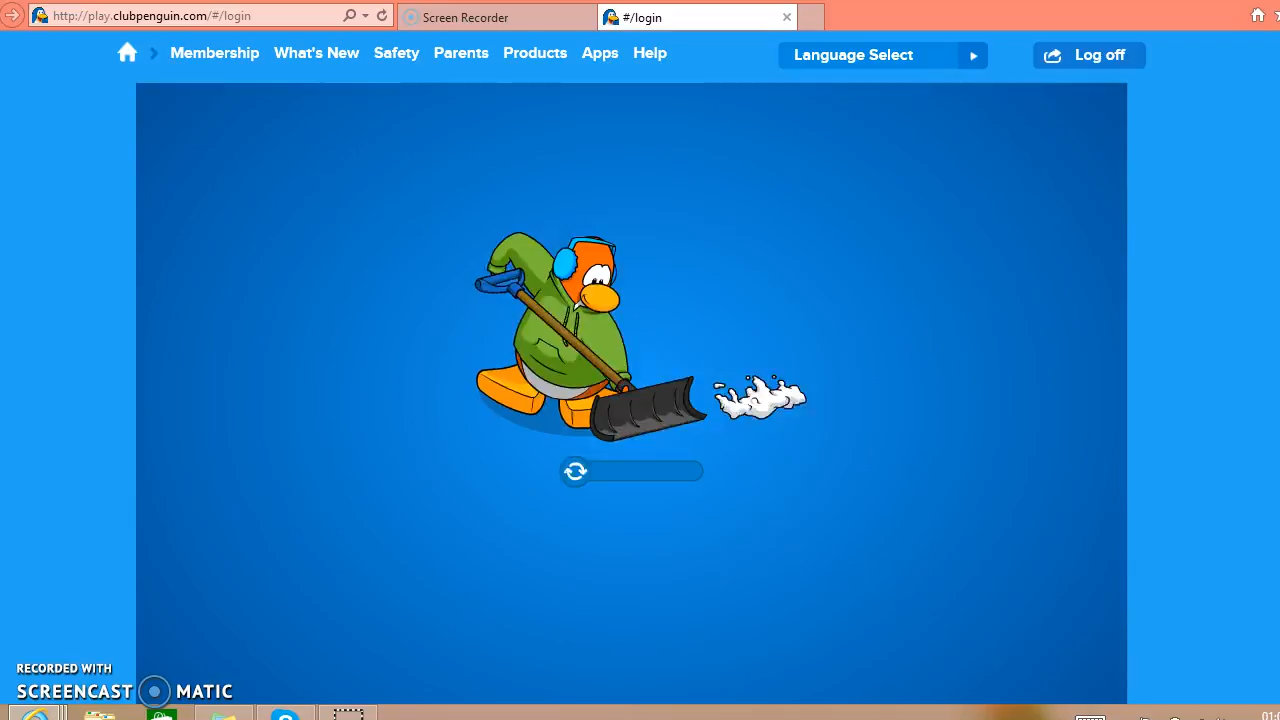 http://play.clubpenguin.com/#/login
Screen Recorder
#/login
Membership
What's New
Safety
Parents
Products
Apps
Help
Language Select
Log off
RECORDED WITH
SCREENCAST MATIC